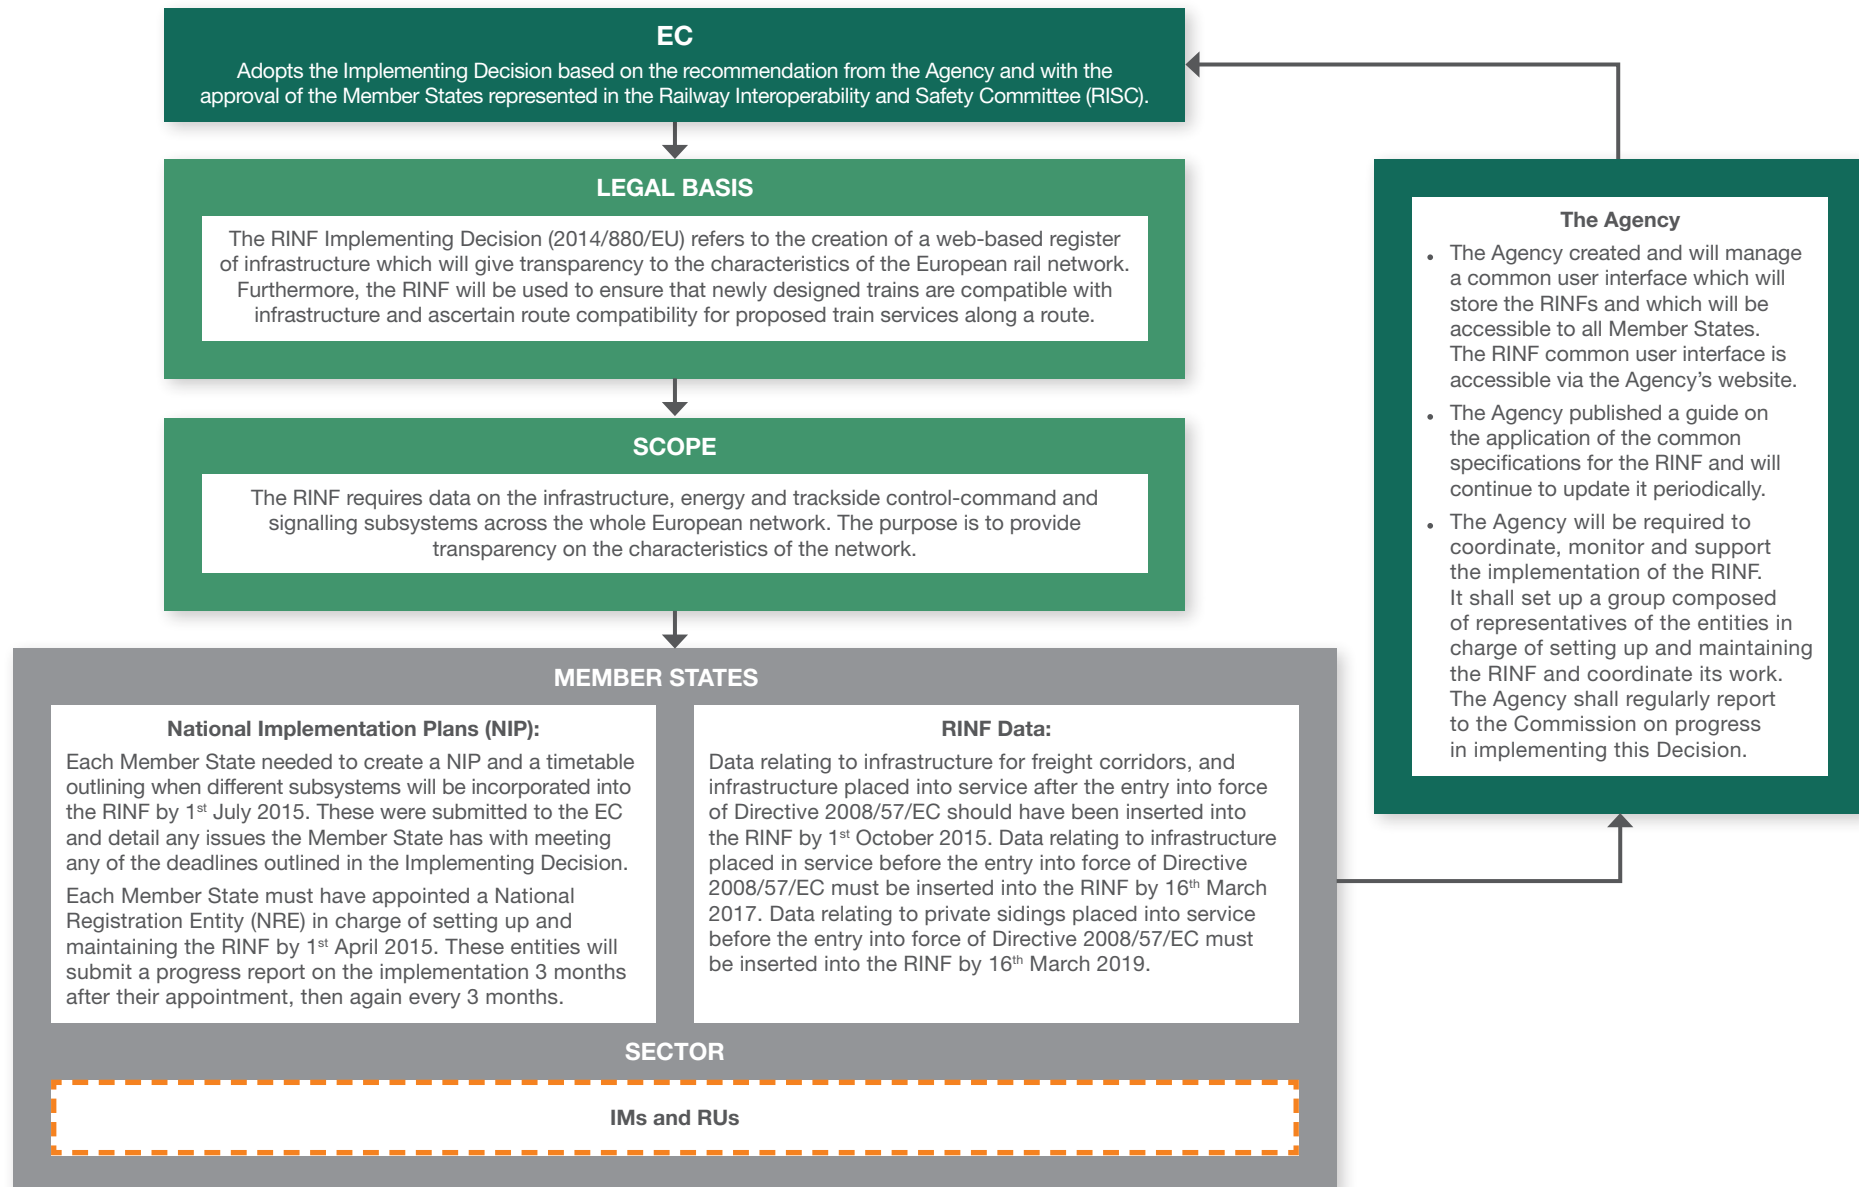 EC
Adopts the Implementing Decision based on the recommendation from the Agency and with the
approval of the Member States represented in the Railway Interoperability and Safety Committee (RISC).
LEGAL BASIS
The RINF Implementing Decision (2014/880/EU) refers to the creation of a web-based register
of infrastructure which will give transparency to the characteristics of the European rail network.
Furthermore, the RINF will be used to ensure that newly designed trains are compatible with
infrastructure and ascertain route compatibility for proposed train services along a route.
SCOPE
The RINF requires data on the infrastructure, energy and trackside control-command and
signalling subsystems across the whole European network. The purpose is to provide
transparency on the characteristics of the network.
MEMBER STATES
National Implementation Plans (NIP):
Each Member State needed to create a NIP and a timetable
outlining when different subsystems will be incorporated into
the RINF by 1st July 2015. These were submitted to the EC
and detail any issues the Member State has with meeting
any of the deadlines outlined in the Implementing Decision.
Each Member State must have appointed a National
Registration Entity (NRE) in charge of setting up and
maintaining the RINF by 1st April 2015. These entities will
submit a progress report on the implementation 3 months
after their appointment, then again every 3 months.
RINF Data:
Data relating to infrastructure for freight corridors, and
infrastructure placed into service after the entry into force
of Directive 2008/57/EC should have been inserted into
the RINF by 1st October 2015. Data relating to infrastructure
placed in service before the entry into force of Directive
2008/57/EC must be inserted into the RINF by 16th March
2017. Data relating to private sidings placed into service
before the entry into force of Directive 2008/57/EC must
be inserted into the RINF by 16th March 2019.
SECTOR
IMs and RUs
The Agency
• The Agency created and will manage
a common user interface which will
store the RINFs and which will be
accessible to all Member States.
The RINF common user interface is
accessible via the Agency's website.
• The Agency published a guide on
the application of the common
specifications for the RINF and will
continue to update it periodically.
• The Agency will be required to
coordinate, monitor and support
the implementation of the RINF.
It shall set up a group composed
of representatives of the entities in
charge of setting up and maintaining
the RINF and coordinate its work.
The Agency shall regularly report
to the Commission on progress
in implementing this Decision.